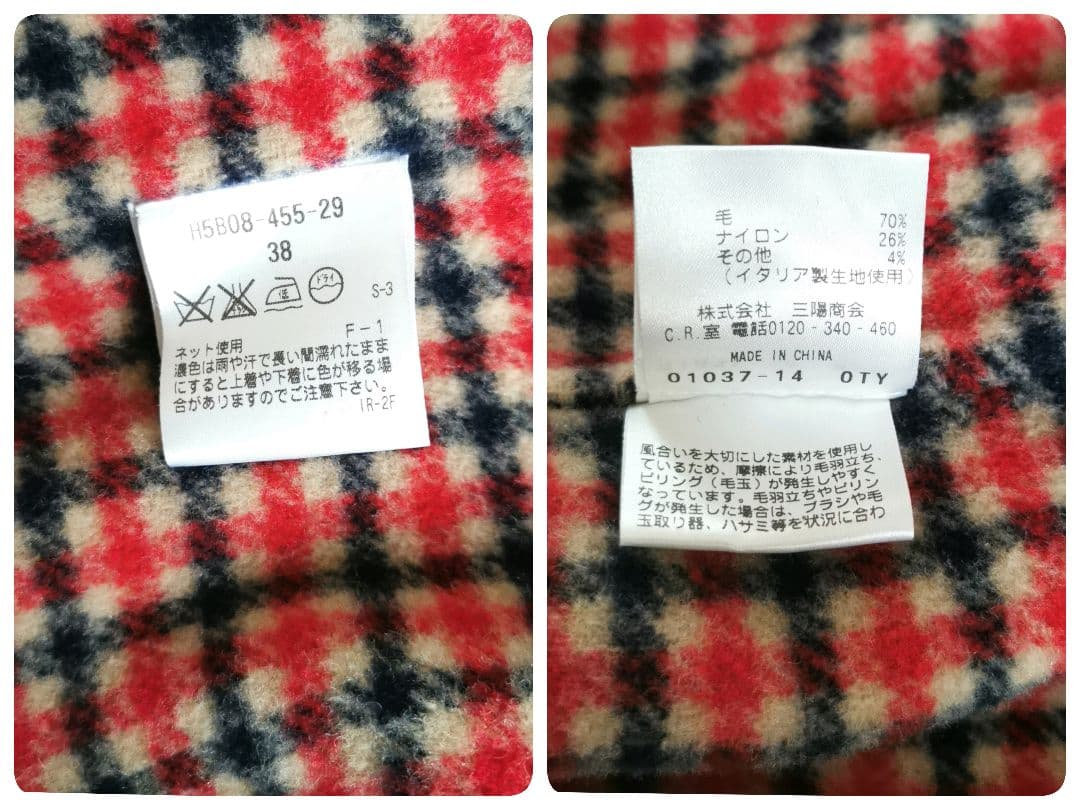 H5B08-455-29
38
低
ドライ
S-3
F-1
ネット使用
濃色は雨や汗で長い間濡れたまま
にすると上着や下着に色が移る場
合がありますのでご注意下さい。
IR-2F
毛 70%
ナイロン 26%
その他 4%
(イタリア製生地使用)
株式会社 三陽商会
C.R.室 電話0120-340-460
MADE IN CHINA
01037-14 OTY
風合いを大切にした素材を使用し
ているため、摩擦により毛羽立ち、
ピリング(毛玉)が発生しやすく
なっています。毛羽立ちやピリン
グが発生した場合は、ブラシや毛
玉取り器、ハサミ等を状況に合わ